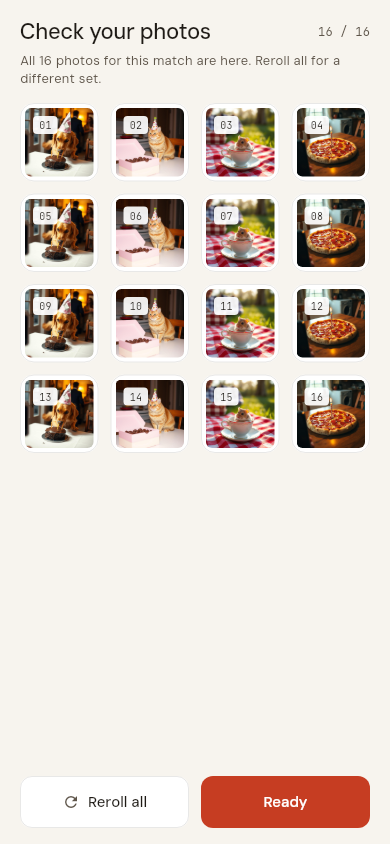 Check your photos
16 / 16
All 16 photos for this match are here. Reroll all for a
different set.
01
02
03
04
05
06
07
08
09
10
11
12
13
14
15
16
Reroll all
Ready